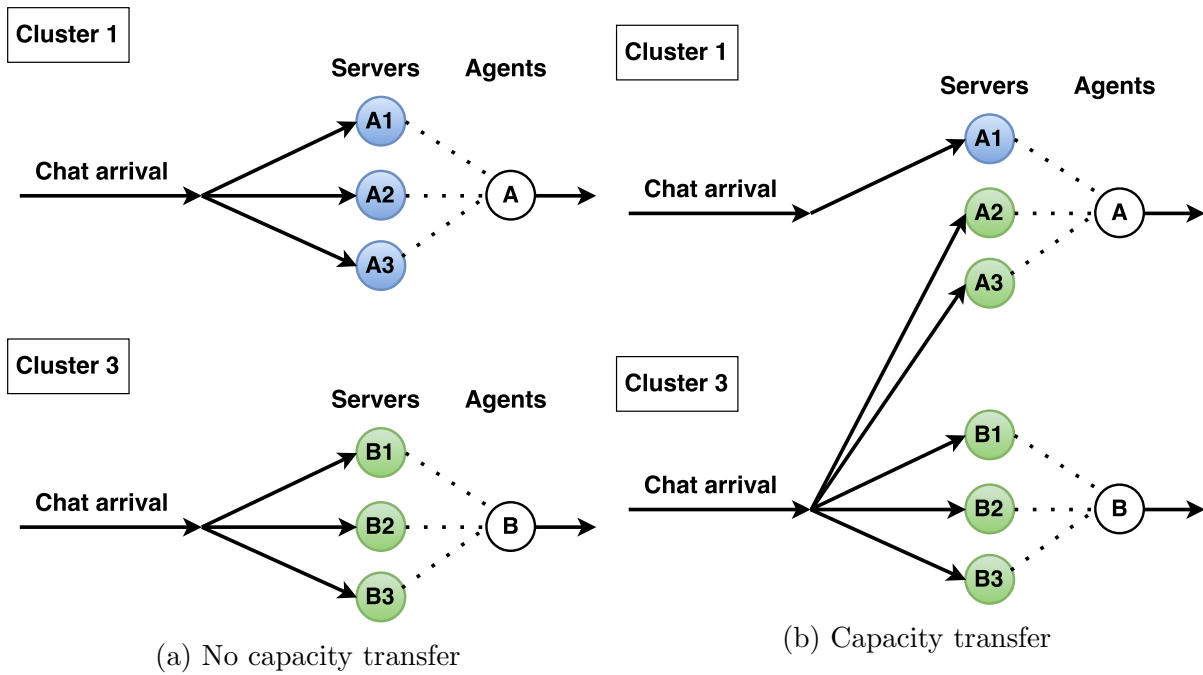 Cluster 1
Servers Agents
Chat arrival
A1
A2
A3
A
Cluster 3
Servers Agents
Chat arrival
B1
B2
B3
B
(a) No capacity transfer
Cluster 1
Servers Agents
Chat arrival
A1
A2
A3
A
Cluster 3
Chat arrival
B1
B2
B3
B
(b) Capacity transfer